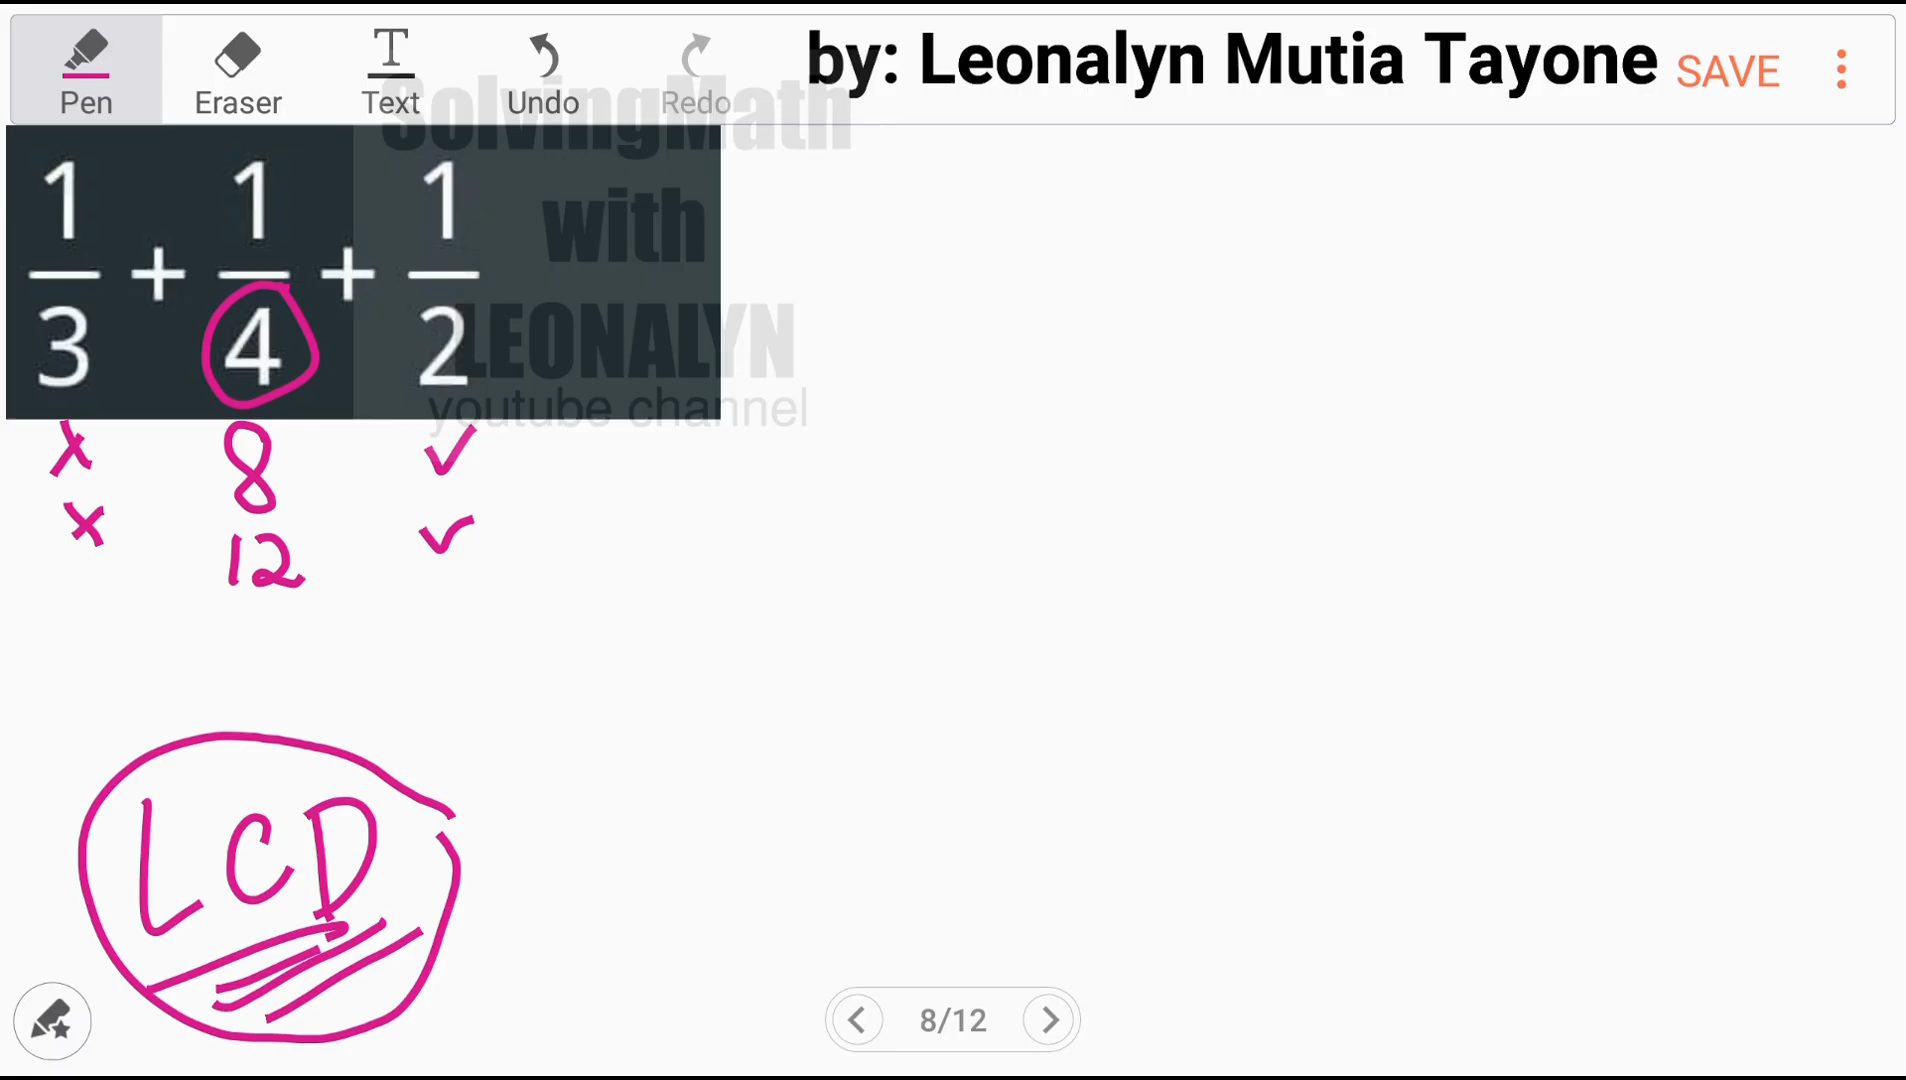 by: Leonalyn Mutia Tayone
SAVE
Pen Eraser Text Undo Redo
SolvingMath
with
LEONALYN
youtube channel
1/3 + 1/4 + 1/2
x 8 ✓
x 12 ✓
LCD
8/12